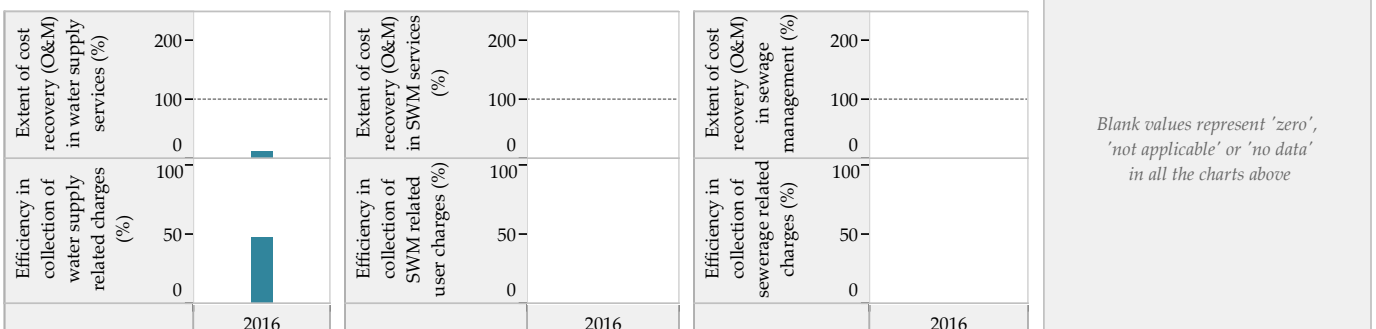 Extent of cost
recovery (O&M)
in water supply
services (%)
200
100
0
Efficiency in
collection of
water supply
related charges
(%)
100
50
0
2016
Extent of cost
recovery (O&M)
in SWM services
(%)
200
100
0
Efficiency in
collection of
SWM related
user charges (%)
100
50
0
2016
Extent of cost
recovery (O&M)
in sewage
management (%)
200
100
0
Efficiency in
collection of
sewerage related
charges (%)
100
50
0
2016
Blank values represent 'zero',
'not applicable' or 'no data'
in all the charts above